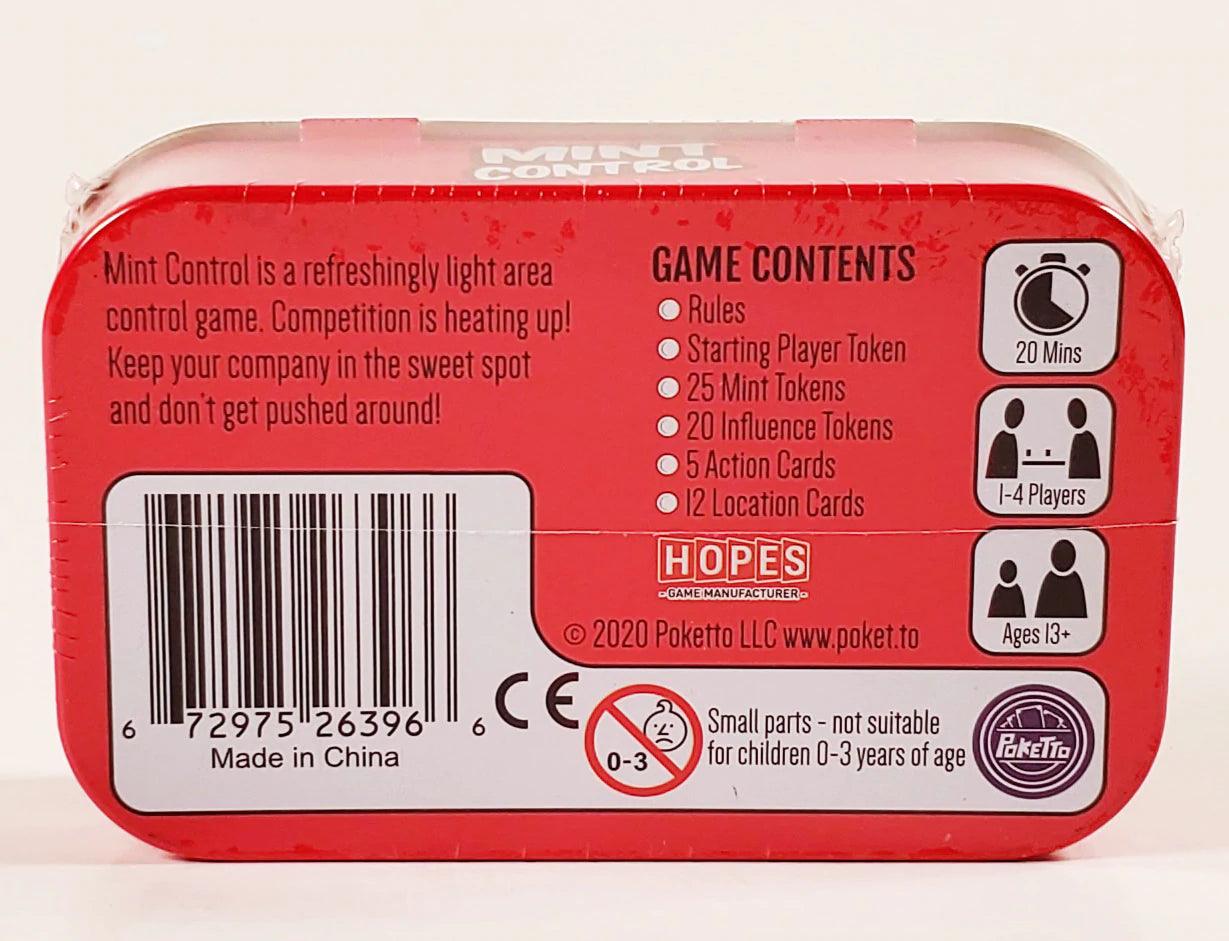 MINT
CONTROL
Mint Control is a refreshingly light area
control game. Competition is heating up!
Keep your company in the sweet spot
and don't get pushed around!
GAME CONTENTS
Rules
Starting Player Token
25 Mint Tokens
20 Influence Tokens
5 Action Cards
12 Location Cards
HOPES
-GAME MANUFACTURER-
© 2020 Poketto LLC www.poket.to
20 Mins
1-4 Players
Ages 13+
6 72975 26396 6
Made in China
CE
0-3
Small parts - not suitable
for children 0-3 years of age
POKETTO